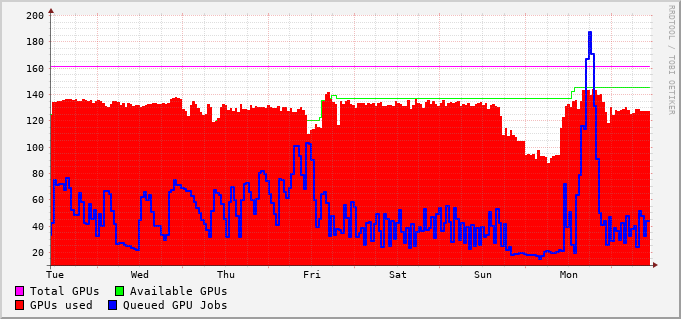 200
180
160
140
120
100
80
60
40
20
Tue Wed Thu Fri Sat Sun Mon
Total GPUs Available GPUs
GPUs used Queued GPU Jobs
RRDTOOL / TOBI OETIKER